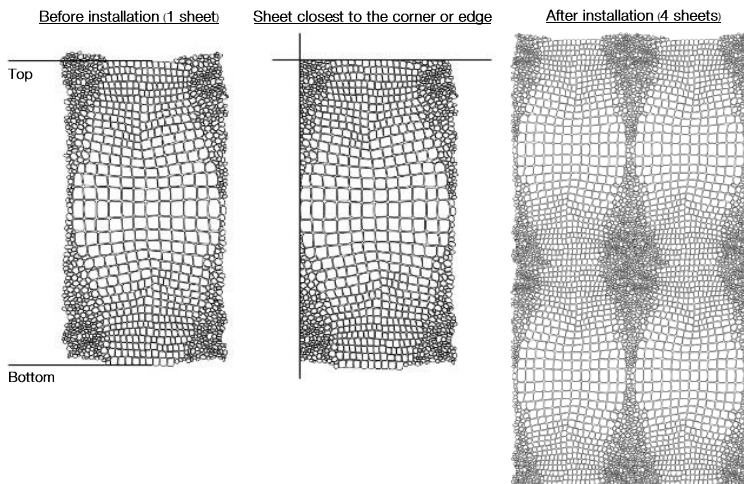 Before installation (1 sheet)
Sheet closest to the corner or edge
After installation (4 sheets)
Top
Bottom